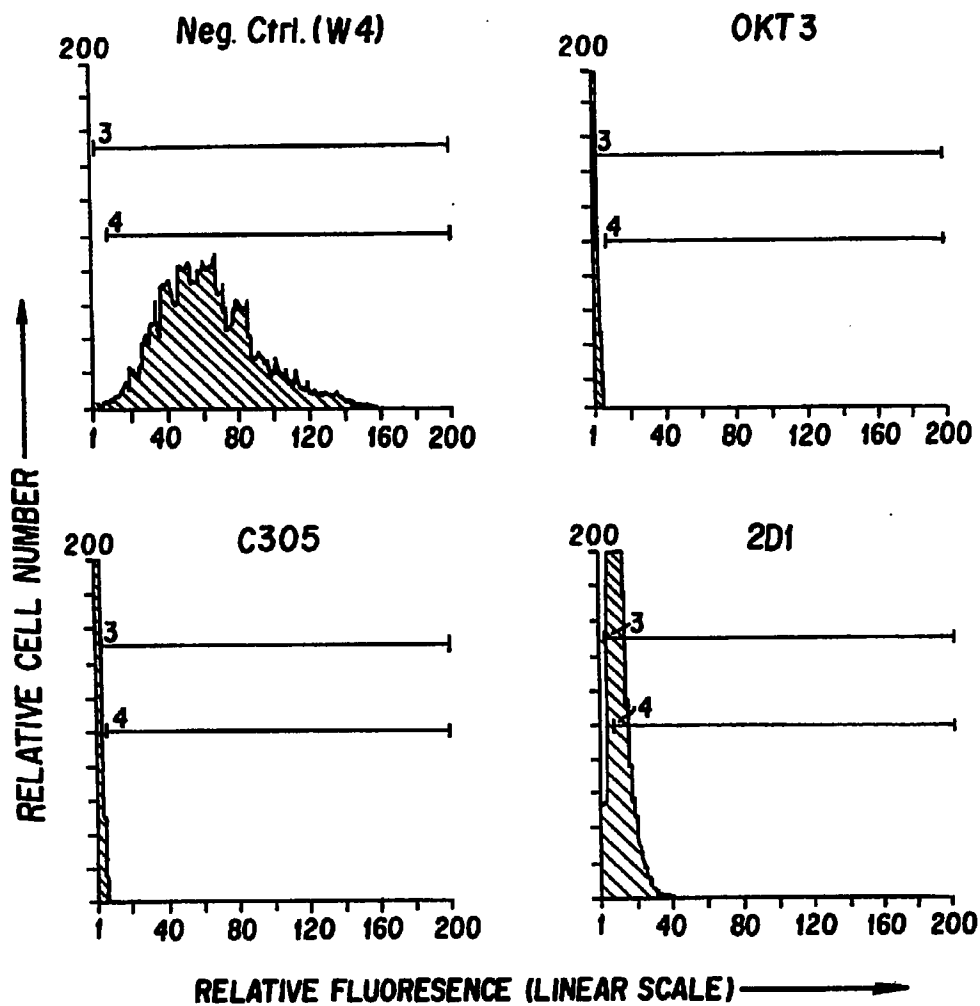 Neg. Ctrl. (W4)
200
3
4
1 40 80 120 160 200
OKT3
200
3
4
1 40 80 120 160 200
C305
200
3
4
1 40 80 120 160 200
2D1
200
3
4
1 40 80 120 160 200
RELATIVE CELL NUMBER
RELATIVE FLUORESENCE (LINEAR SCALE)